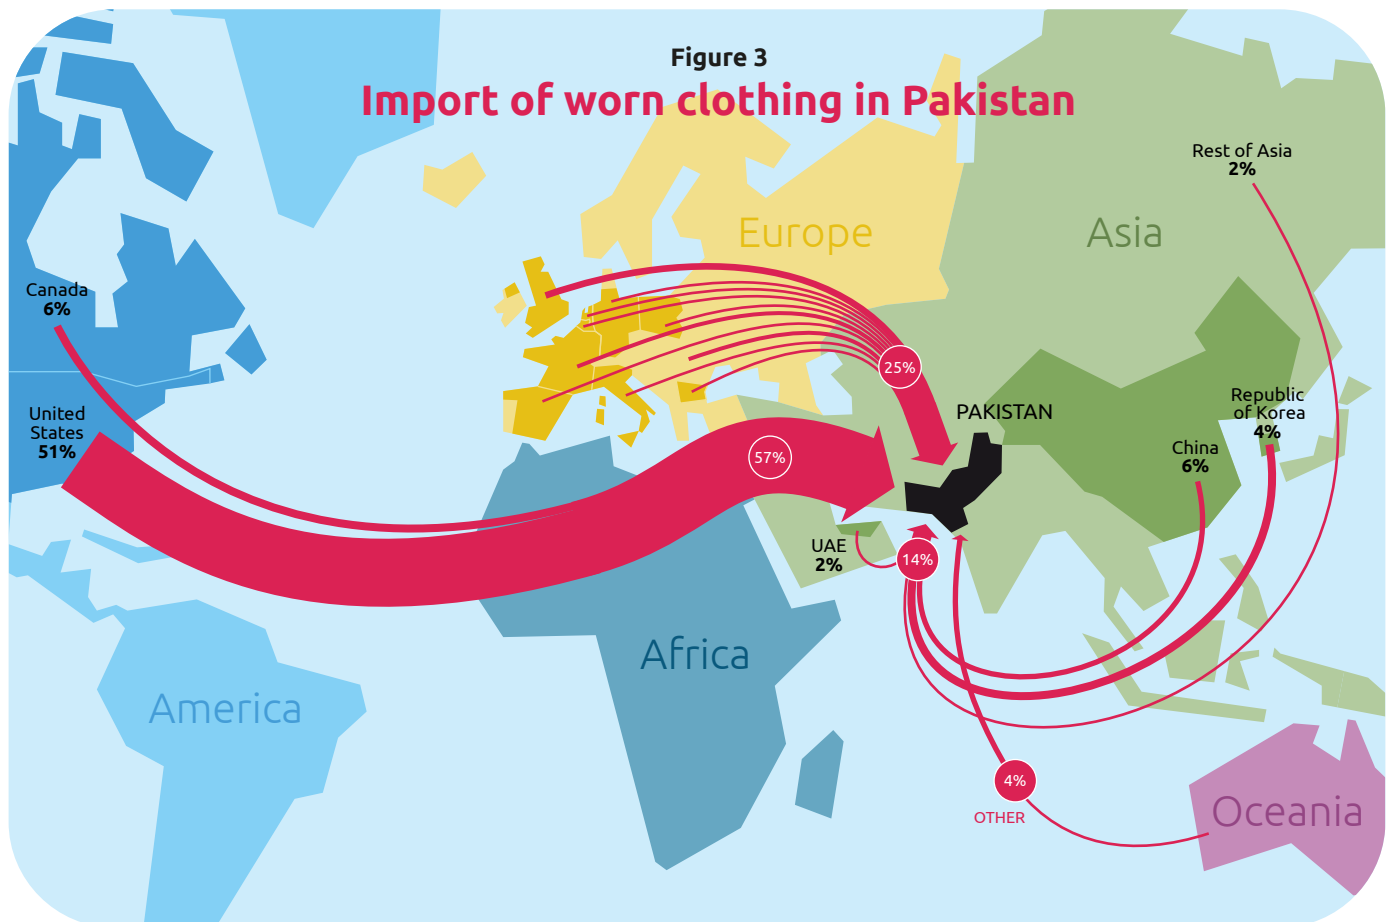 Figure 3
Import of worn clothing in Pakistan
Rest of Asia
2%
Europe
Asia
Canada
6%
25%
United
States
51%
PAKISTAN
Republic
of Korea
4%
57%
China
6%
UAE
2%
14%
Africa
America
4%
OTHER
Oceania